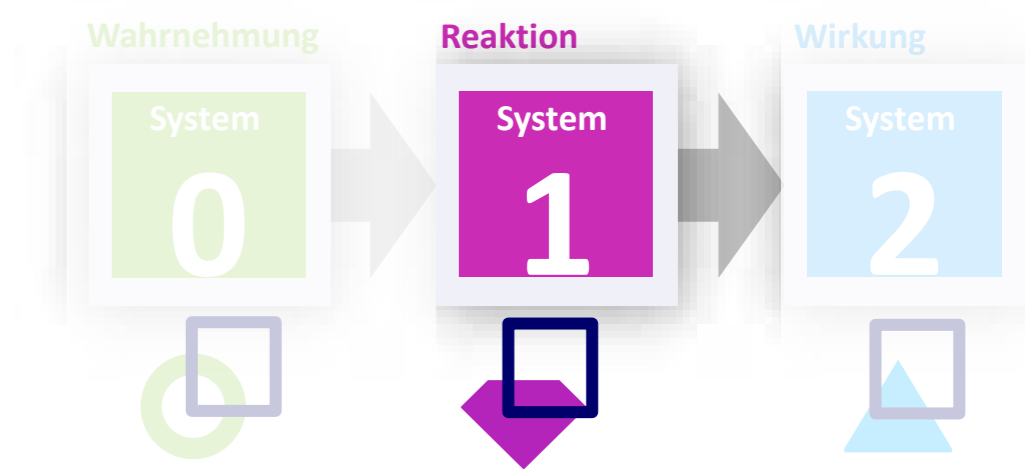 Wahrnehmung
Reaktion
Wirkung
System
0
System
1
System
2